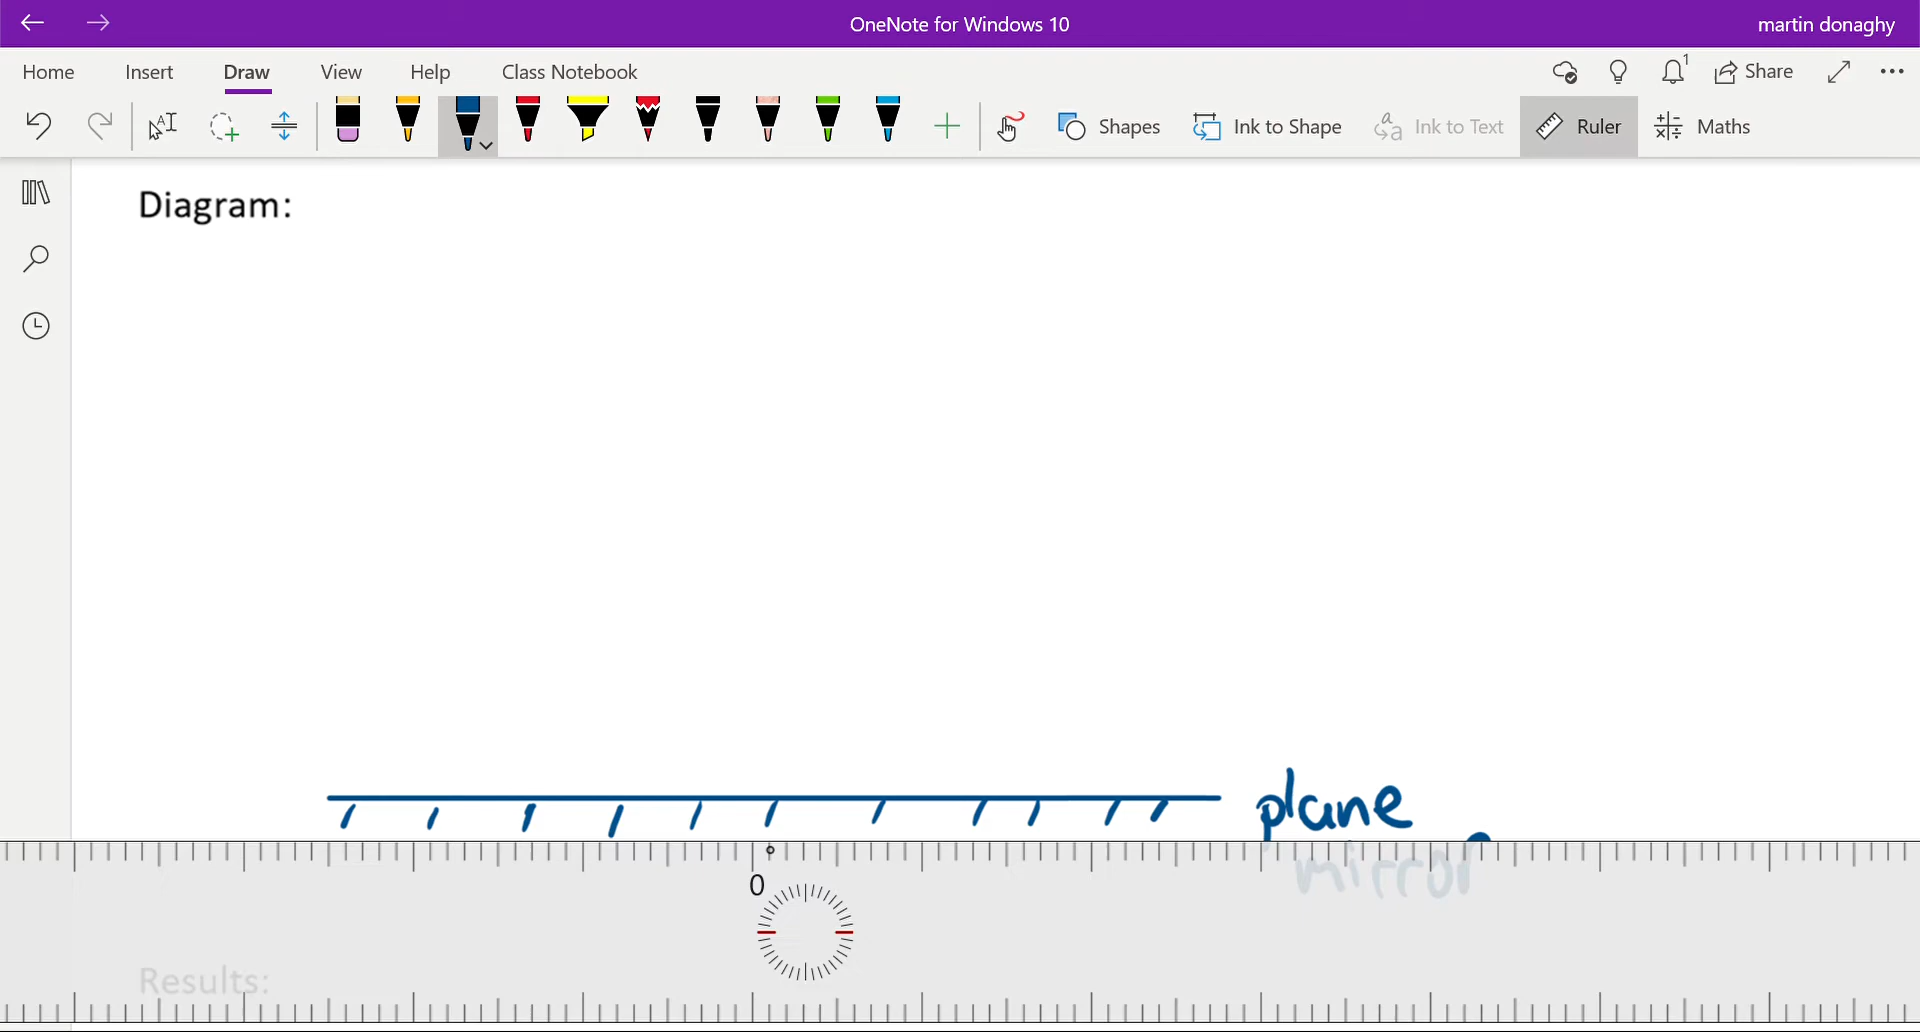 OneNote for Windows 10
martin donaghy
Home Insert Draw View Help Class Notebook
1 Share
Shapes Ink to Shape Ink to Text Ruler Maths
Diagram:
plane
mirror
0
Results: